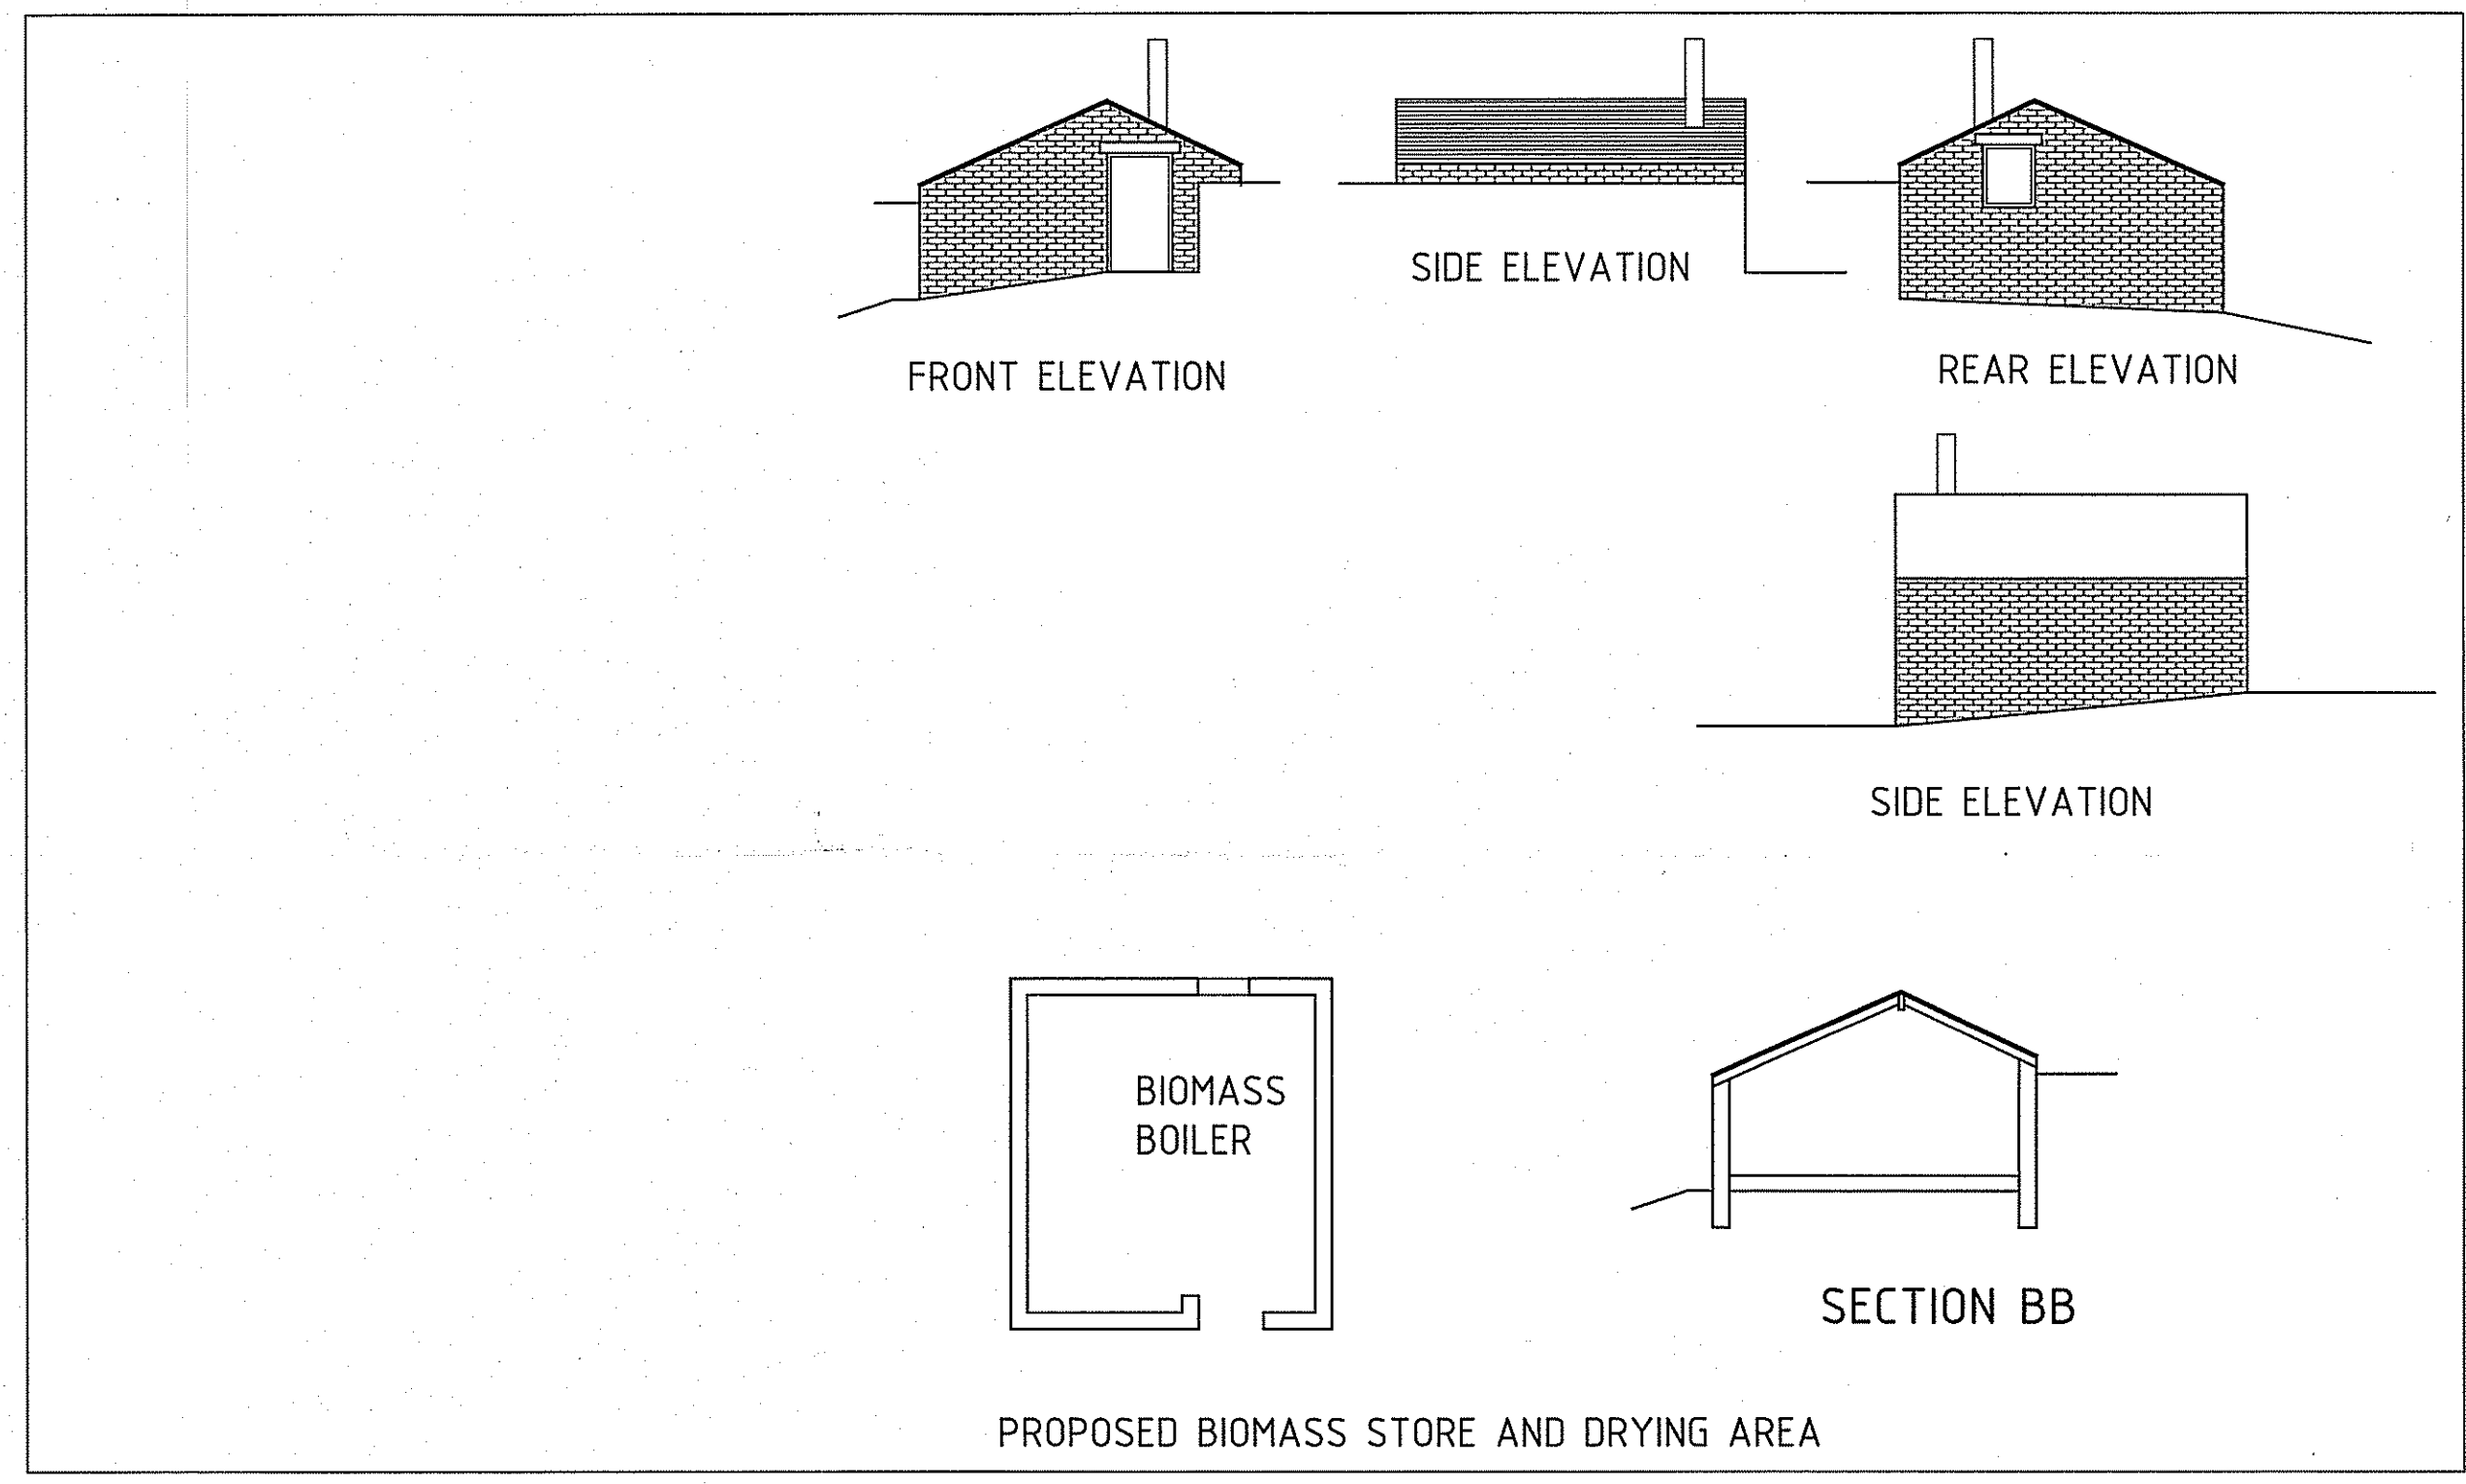 SIDE ELEVATION
FRONT ELEVATION
REAR ELEVATION
SIDE ELEVATION
BIOMASS
BOILER
SECTION BB
PROPOSED BIOMASS STORE AND DRYING AREA